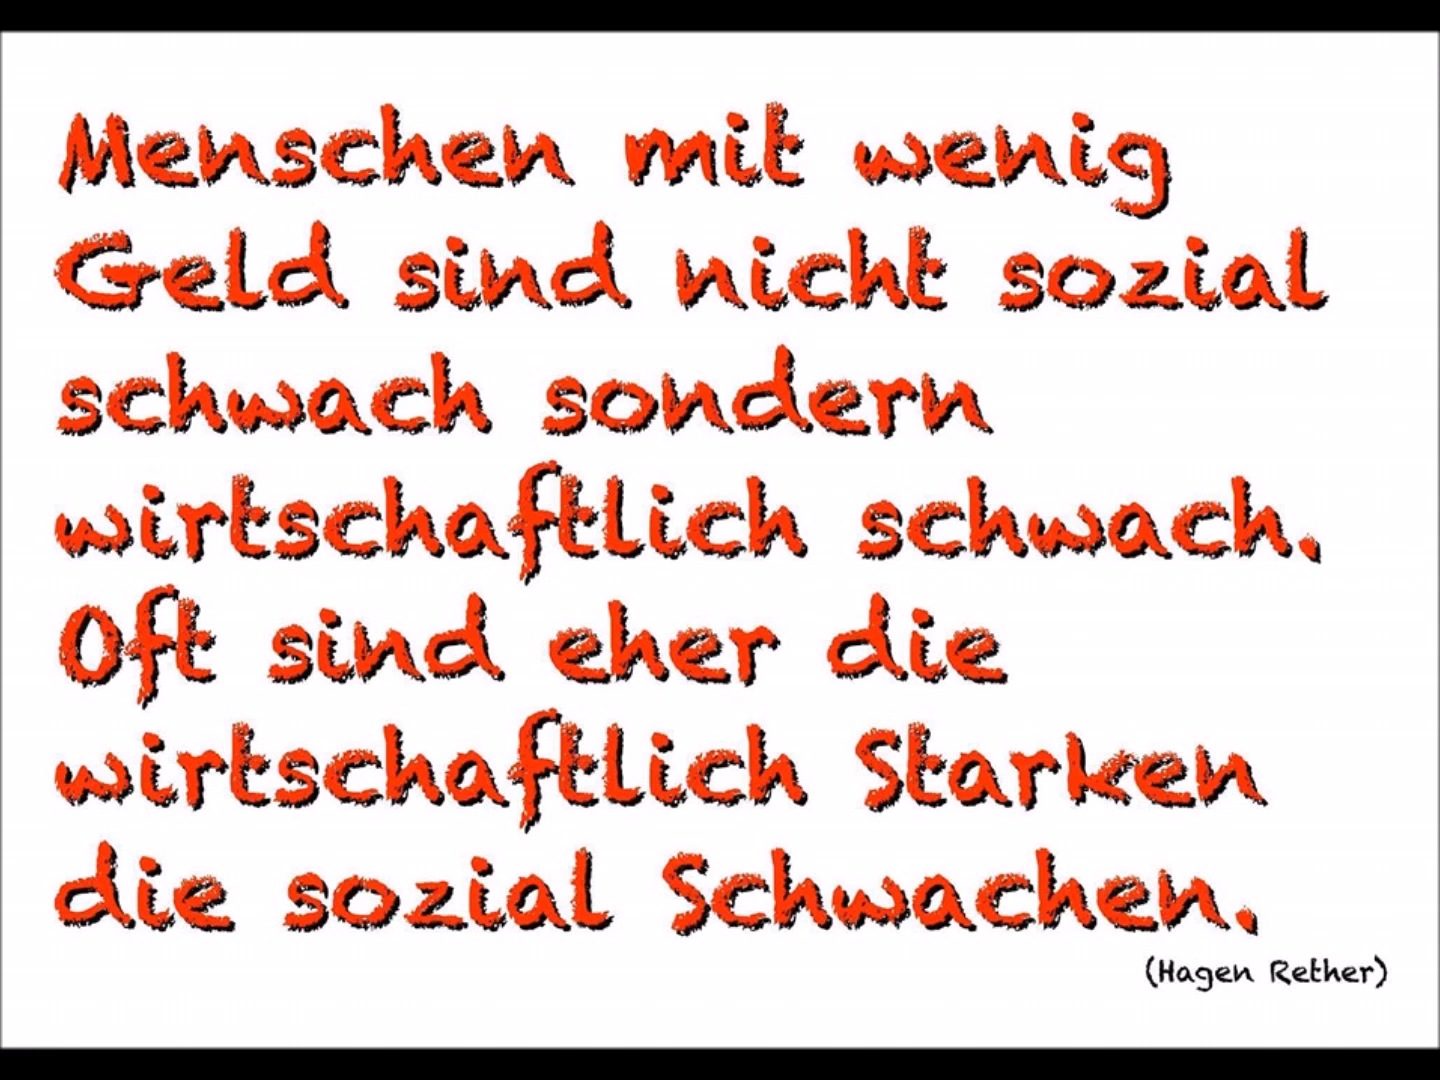 Menschen mit wenig
Geld sind nicht sozial
schwach sondern
wirtschaftlich schwach.
Oft sind eher die
wirtschaftlich Starken
die sozial Schwachen.
(Hagen Rether)